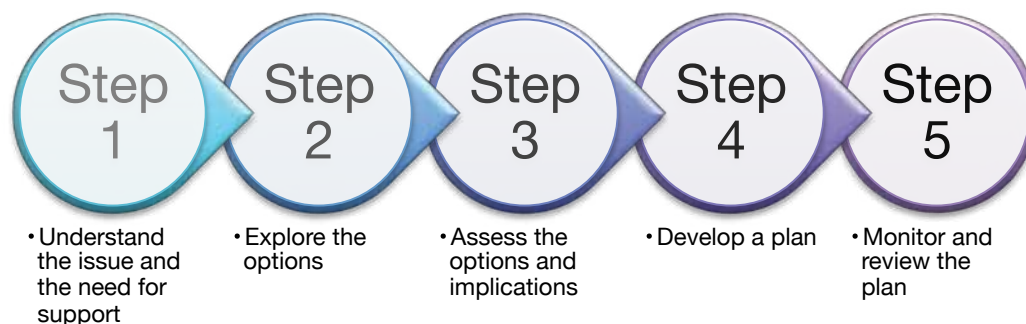 Step
1
Step
2
Step
3
Step
4
Step
5
• Understand
the issue and
the need for
support
• Explore the
options
• Assess the
options and
implications
• Develop a plan
• Monitor and
review the
plan